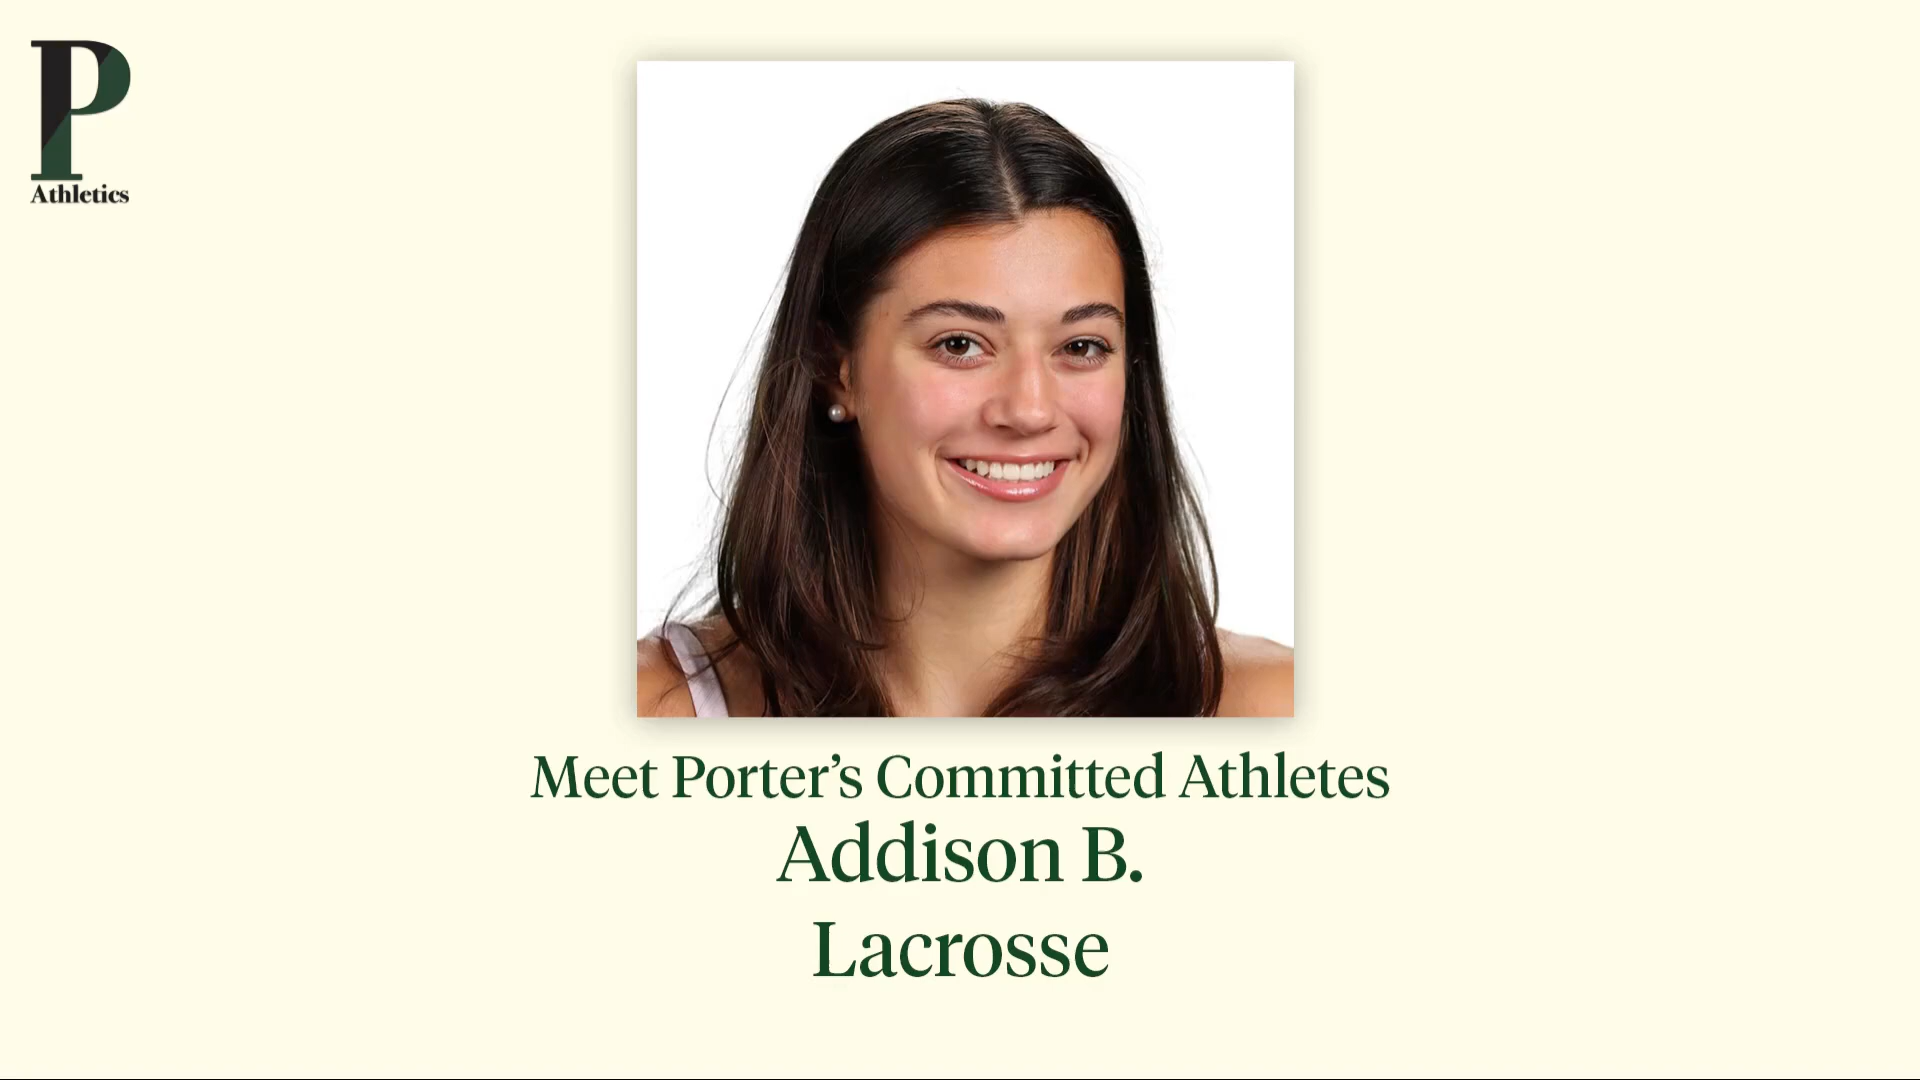 P
Athletics
Meet Porter’s Committed Athletes
Addison B.
Lacrosse